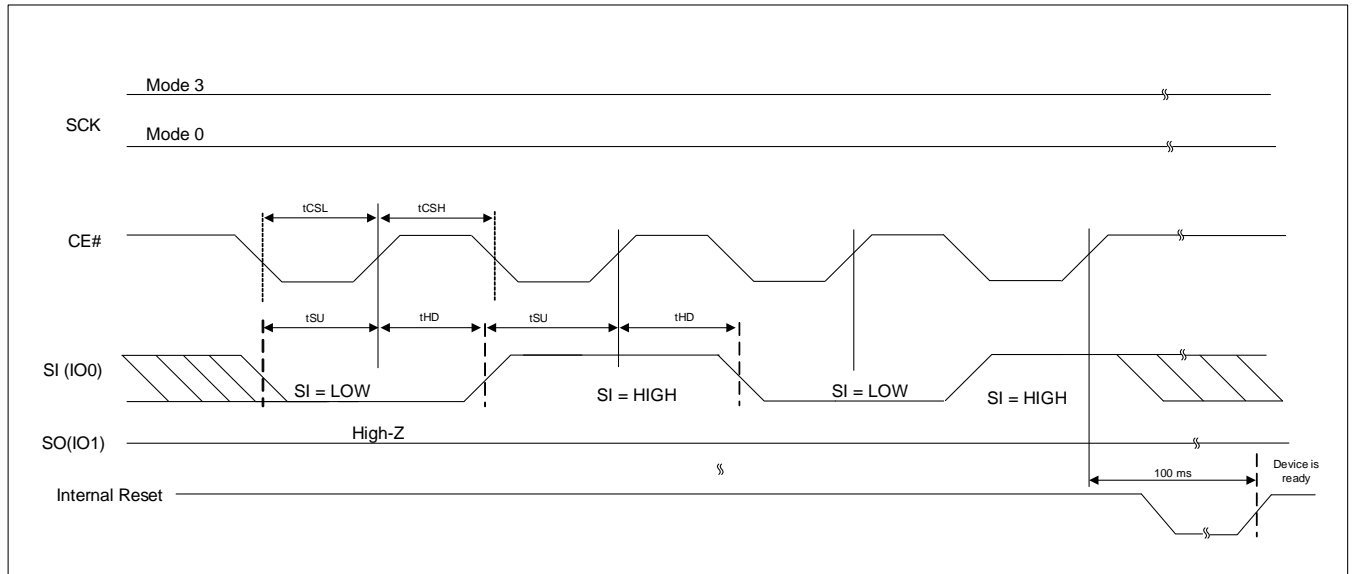 Mode 3
SCK
Mode 0
tCSL
tCSH
CE#
tSU
tHD
tSU
tHD
SI (IO0)
SI = LOW
SI = HIGH
SI = LOW
SI = HIGH
High-Z
SO(IO1)
100 ms
Device is
ready
Internal Reset